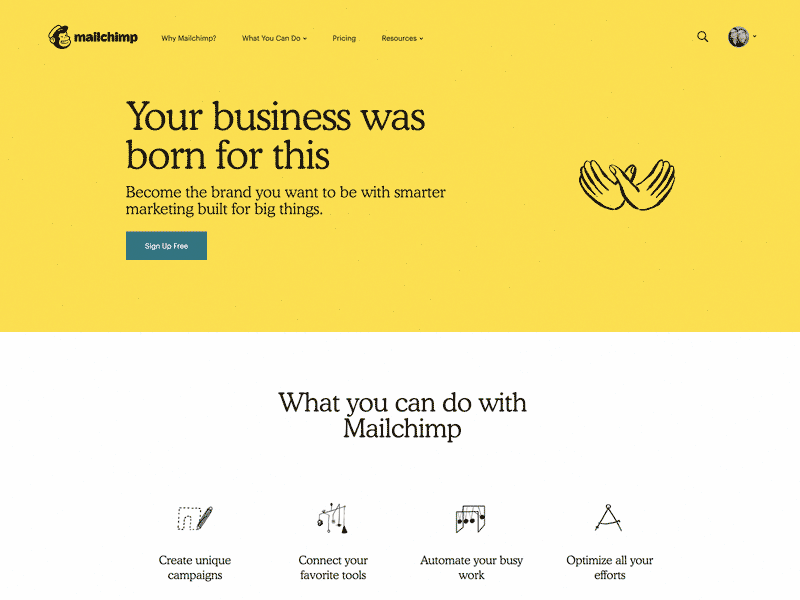 mailchimp
Why Mailchimp?
What You Can Do
Pricing
Resources
Your business was
born for this
Become the brand you want to be with smarter
marketing built for big things.
Sign Up Free
What you can do with
Mailchimp
Create unique
campaigns
Connect your
favorite tools
Automate your busy
work
Optimize all your
efforts